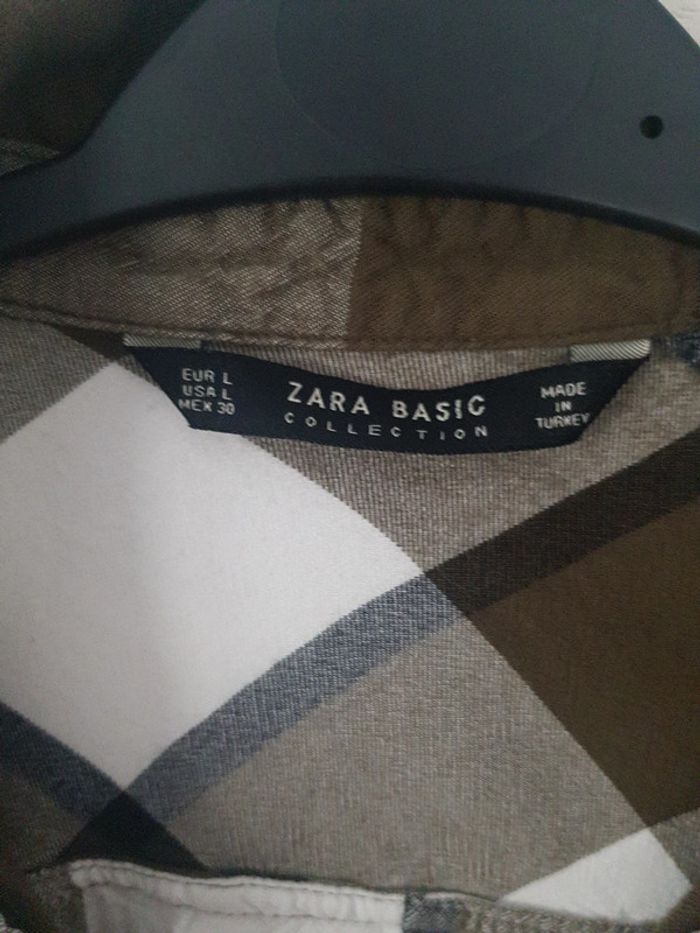 EUR L
USA L
MEX 30
ZARA BASIC
COLLECTION
MADE
IN
TURKEY